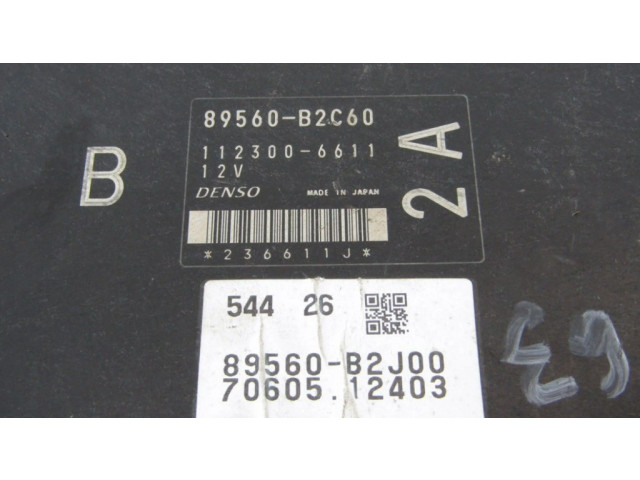 89560-B2C60
B
112300-6611
12V
DENSO MADE IN JAPAN
2A
*236611J*
544 26
89560-B2J00
70605.12403